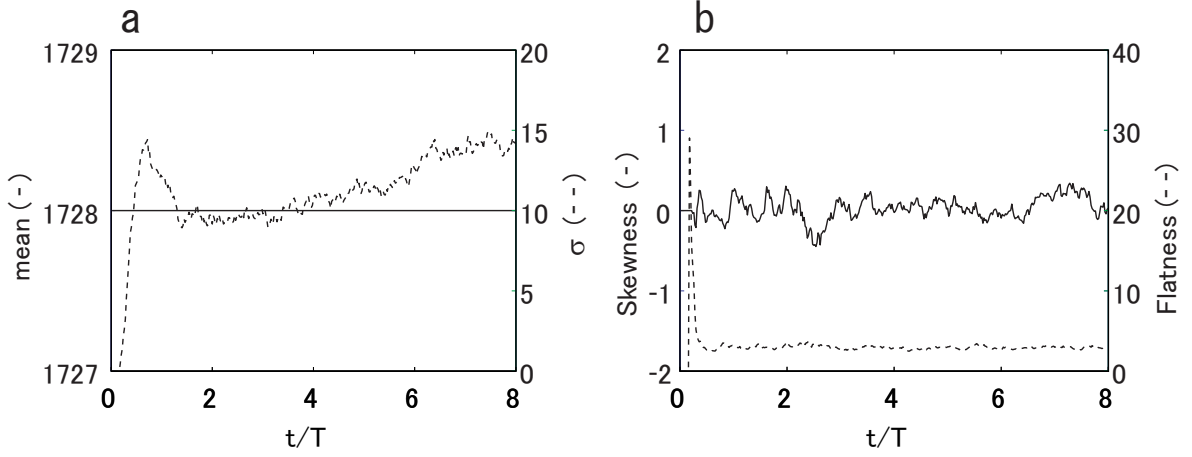 a
1729
1728
1727
mean (-)
20
15
10
5
0
σ (--)
0 2 4 6 8
t/T
b
2
1
0
-1
-2
Skewness (-)
40
30
20
10
0
Flatness (--)
0 2 4 6 8
t/T